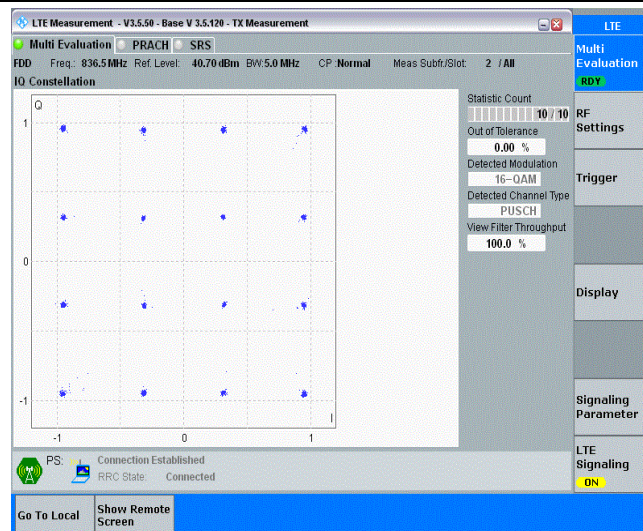 LTE Measurement - V3.5.50 - Base V 3.5.120 - TX Measurement
LTE
Multi Evaluation PRACH SRS
Multi
Evaluation
RDY
FDD Freq.: 836.5 MHz Ref. Level: 40.70 dBm BW: 5.0 MHz CP : Normal Meas Subfr./Slot: 2 / All
IQ Constellation
Q
1
0
-1
-1 0 1
I
Statistic Count
10 / 10
Out of Tolerance
0.00 %
Detected Modulation
16-QAM
Detected Channel Type
PUSCH
View Filter Throughput
100.0 %
RF
Settings
Trigger
Display
Signaling
Parameter
LTE
Signaling
ON
PS: Connection Established
RRC State: Connected
Go To Local
Show Remote
Screen